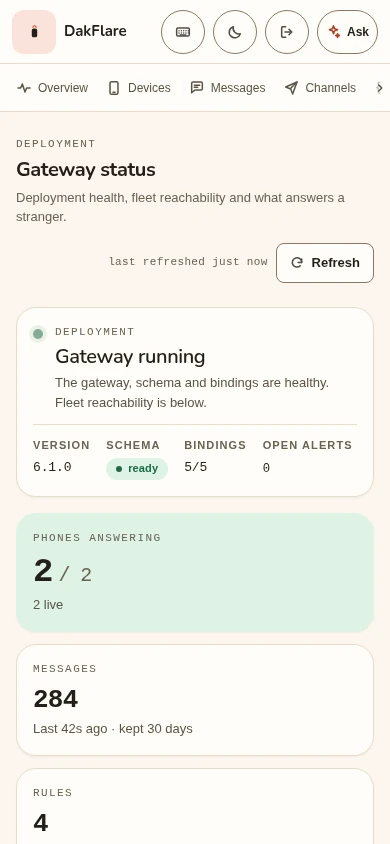 DakFlare
Ask
Overview
Devices
Messages
Channels
DEPLOYMENT
Gateway status
Deployment health, fleet reachability and what answers a
stranger.
last refreshed just now
Refresh
DEPLOYMENT
Gateway running
The gateway, schema and bindings are healthy.
Fleet reachability is below.
VERSION SCHEMA BINDINGS OPEN ALERTS
6.1.0 ready 5/5 0
PHONES ANSWERING
2 / 2
2 live
MESSAGES
284
Last 42s ago · kept 30 days
RULES
4